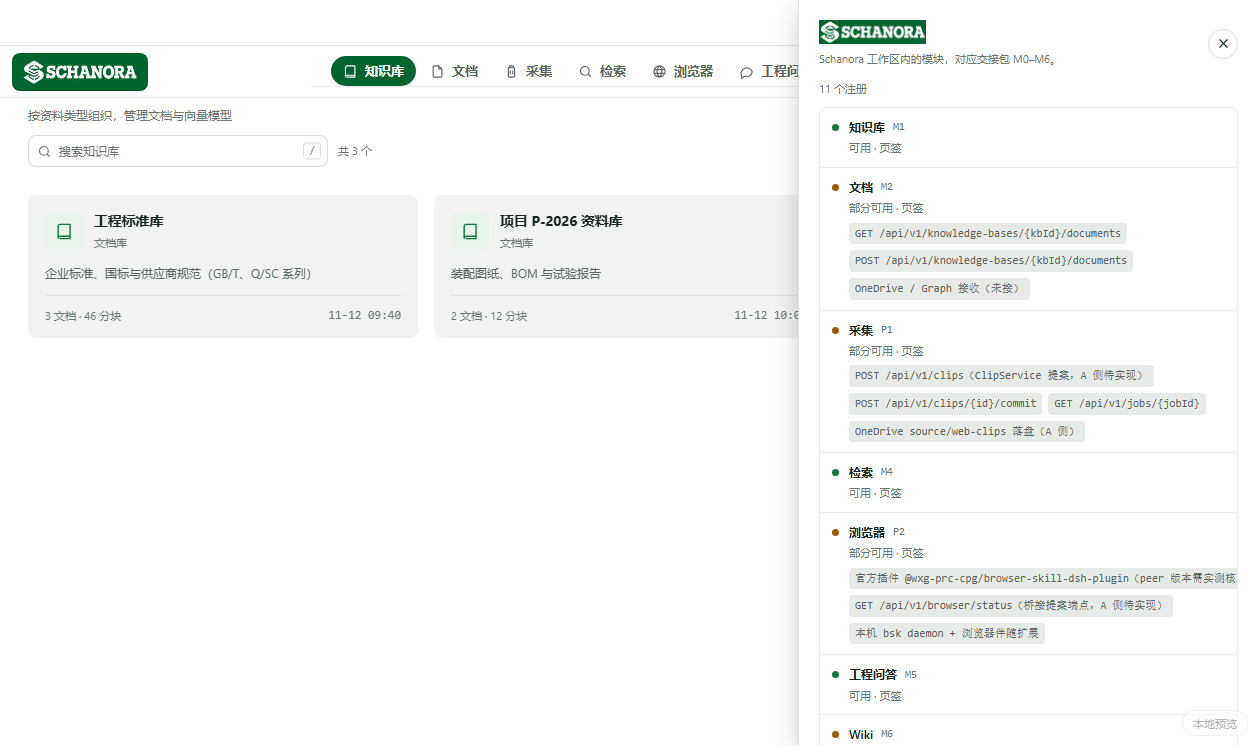 SCHANORA
知识库
文档
采集
检索
浏览器
工程问
按资料类型组织，管理文档与向量模型
搜索知识库 /
共 3 个
工程标准库
文档库
企业标准、国标与供应商规范（GB/T、Q/SC 系列）
3 文档 · 46 分块 11-12 09:40
项目 P-2026 资料库
文档库
装配图纸、BOM 与试验报告
2 文档 · 12 分块 11-12 10:0
SCHANORA
Schanora 工作区内的模块，对应交接包 M0–M6。
11 个注册
知识库 M1
可用 · 页签
文档 M2
部分可用 · 页签
GET /api/v1/knowledge-bases/{kbId}/documents
POST /api/v1/knowledge-bases/{kbId}/documents
OneDrive / Graph 接收（未接）
采集 P1
部分可用 · 页签
POST /api/v1/clips（ClipService 提案，A 侧待实现）
POST /api/v1/clips/{id}/commit GET /api/v1/jobs/{jobId}
OneDrive source/web-clips 落盘（A 侧）
检索 M4
可用 · 页签
浏览器 P2
部分可用 · 页签
官方插件 @wxg-prc-cpg/browser-skill-dsh-plugin（peer 版本需实测核
GET /api/v1/browser/status（桥接提案端点，A 侧待实现）
本机 bsk daemon + 浏览器伴随扩展
工程问答 M5
可用 · 页签
本地预览
Wiki M6